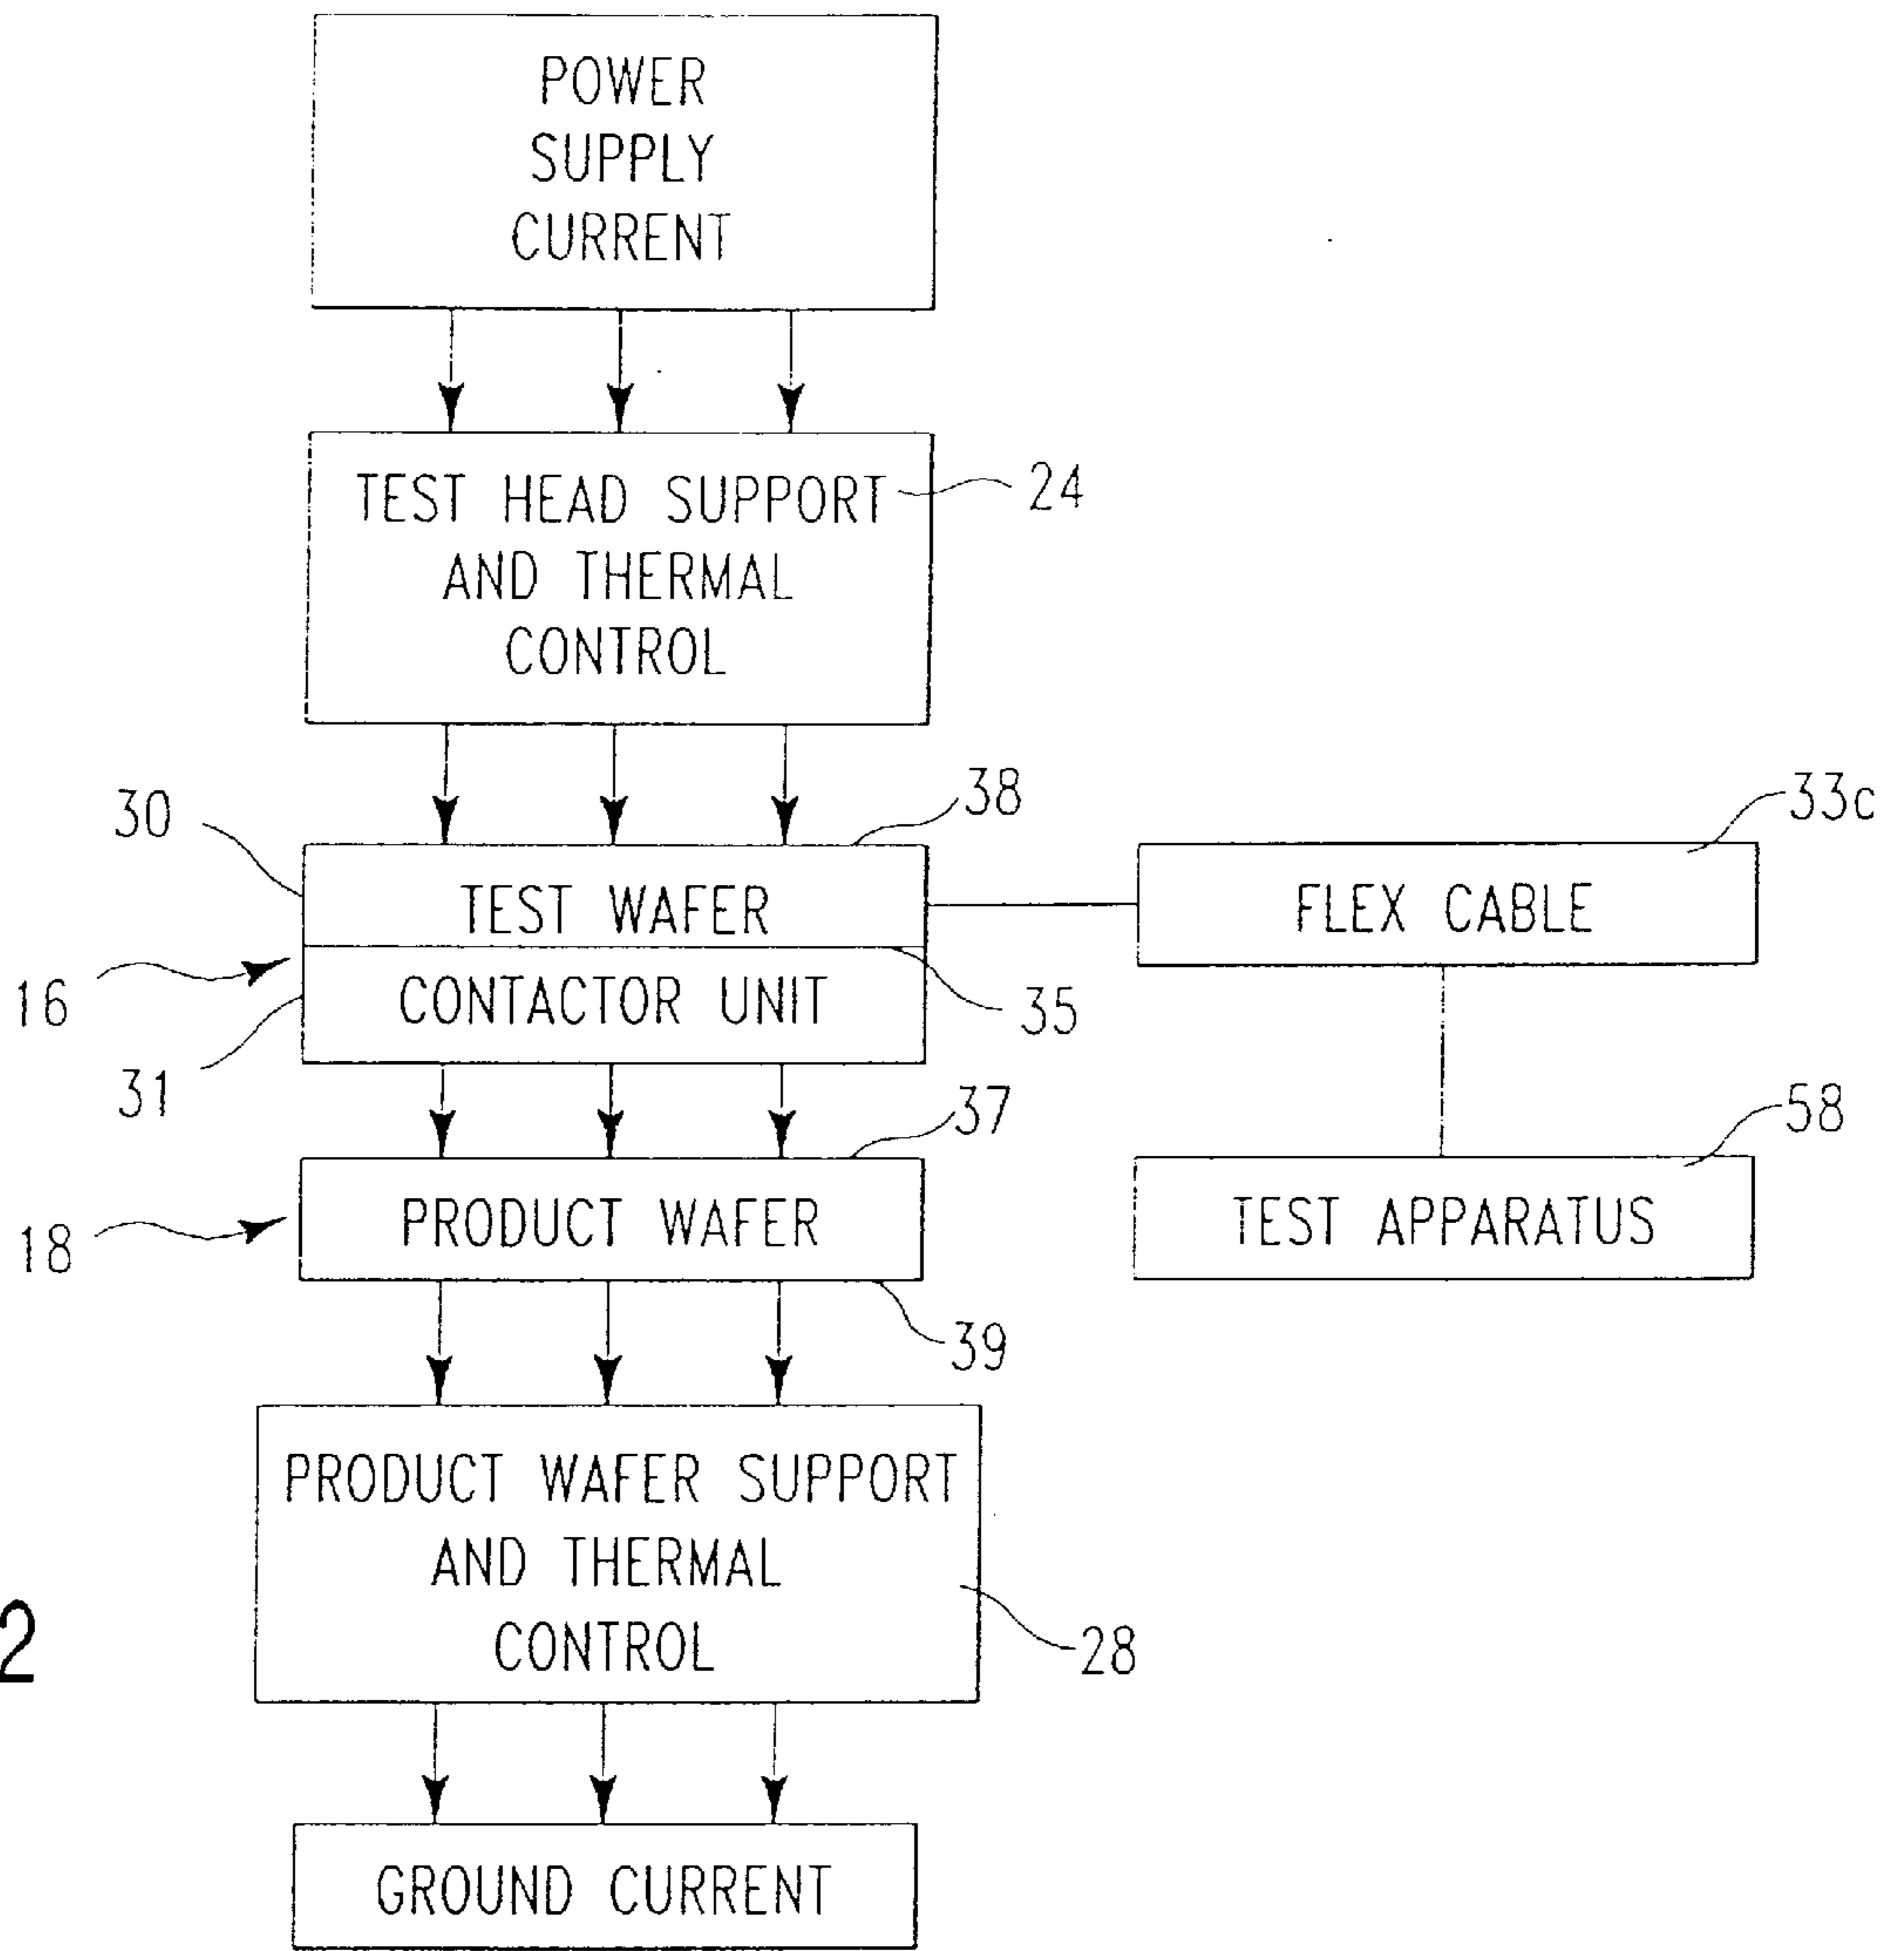 POWER
SUPPLY
CURRENT
TEST HEAD SUPPORT
AND THERMAL
CONTROL
24
30
38
33c
TEST WAFER
FLEX CABLE
16
CONTACTOR UNIT
35
31
37
58
18
PRODUCT WAFER
TEST APPARATUS
39
PRODUCT WAFER SUPPORT
AND THERMAL
CONTROL
28
2
GROUND CURRENT